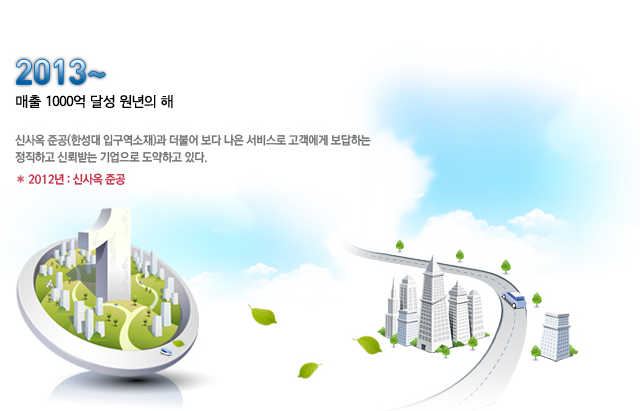 2013~
매출 1000억 달성 원년의 해
신사옥 준공(한성대 입구역소재)과 더불어 보다 나은 서비스로 고객에게 보답하는
정직하고 신뢰받는 기업으로 도약하고 있다.
* 2012년 : 신사옥 준공
1